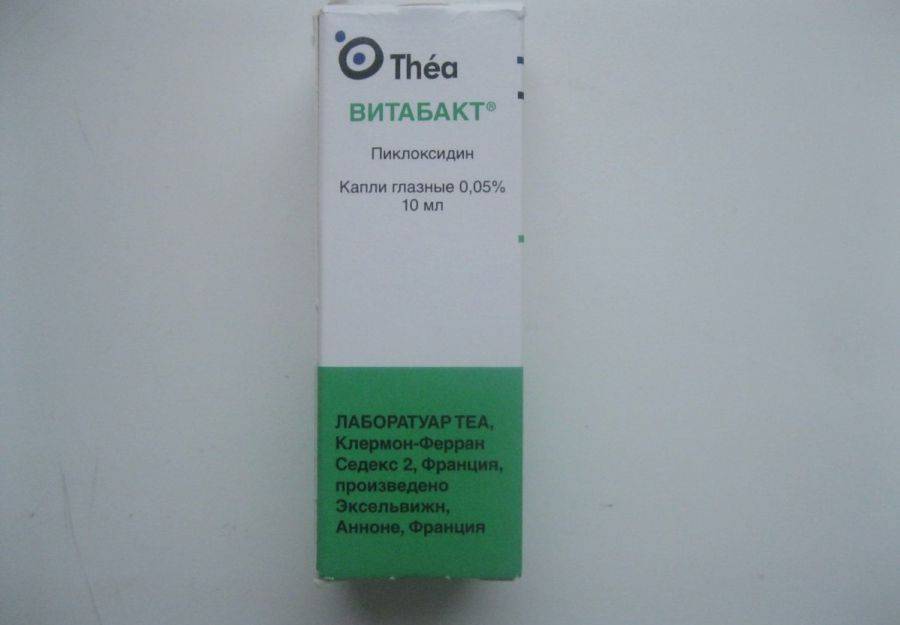 Théa
ВИТАБАКТ®
Пиклоксидин
Капли глазные 0,05%
10 мл
ЛАБОРАТУАР ТЕА,
Клермон-Ферран
Седекс 2, Франция,
произведено
Эксельвижн,
Анноне, Франция